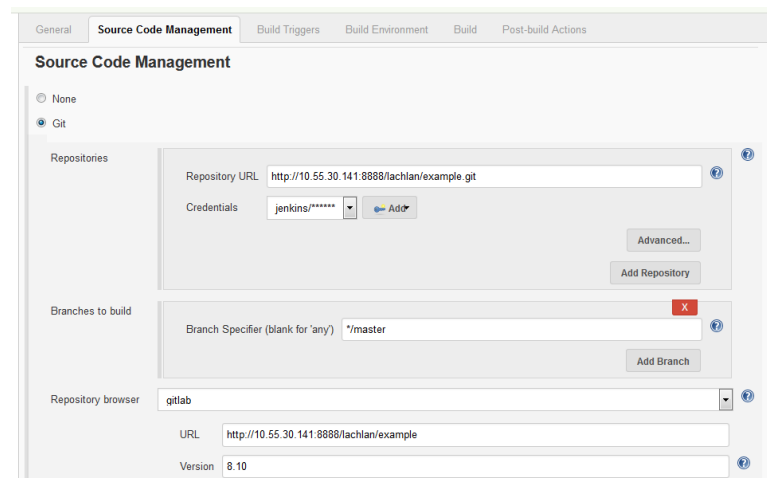 General Source Code Management Build Triggers Build Environment Build Post-build Actions
Source Code Management
None
Git
Repositories
Repository URL http://10.55.30.141:8888/lachlan/example.git
Credentials jenkins/****** Add
Advanced...
Add Repository
Branches to build
X
Branch Specifier (blank for 'any') */master
Add Branch
Repository browser gitlab
URL http://10.55.30.141:8888/lachlan/example
Version 8.10